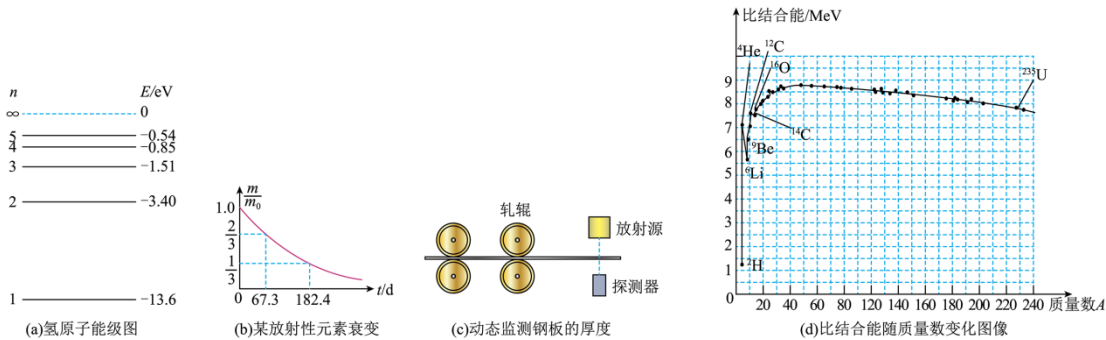 n E/eV
∞ 0
5 −0.54
4 −0.85
3 −1.51
2 −3.40
1 −13.6
(a)氢原子能级图
m/m₀
1.0
2/3
1/3
0 67.3 182.4 t/d
(b)某放射性元素衰变
轧辊
放射源
探测器
(c)动态监测钢板的厚度
比结合能/MeV
⁴He
¹²C
¹⁶O
²³⁵U
¹⁴C
⁹Be
⁶Li
²H
9
8
7
6
5
4
3
2
1
0
20 40 60 80 100 120 140 160 180 200 220 240 质量数A
(d)比结合能随质量数变化图像